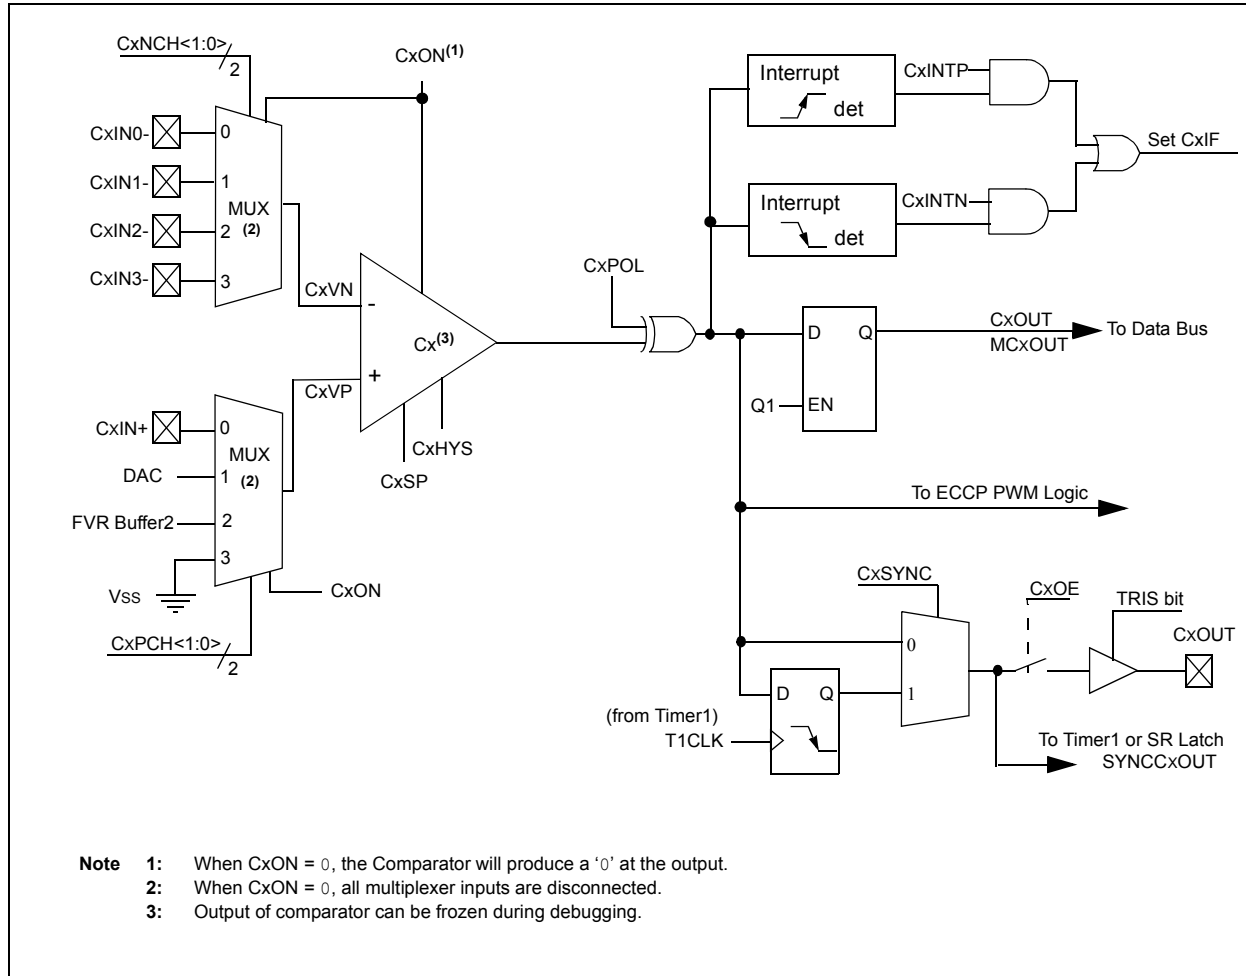 CxNCH<1:0>
2
CxON(1)
CxIN0-
0
CxIN1-
1
MUX
(2)
CxIN2-
2
CxIN3-
3
CxVN
-
Cx(3)
+
CxVP
CxHYS
CxSP
CxIN+
0
MUX
(2)
DAC
1
FVR Buffer2
2
3
VSS
CxON
CxPCH<1:0>
2
CxPOL
Interrupt
det
CxINTP
Interrupt
det
CxINTN
Set CxIF
D Q
Q1
EN
CxOUT
MCxOUT
To Data Bus
To ECCP PWM Logic
CxSYNC
0
1
D Q
(from Timer1)
T1CLK
CxOE
TRIS bit
CxOUT
To Timer1 or SR Latch
SYNCCxOUT
Note 1: When CxON = 0, the Comparator will produce a ‘0’ at the output.
2: When CxON = 0, all multiplexer inputs are disconnected.
3: Output of comparator can be frozen during debugging.